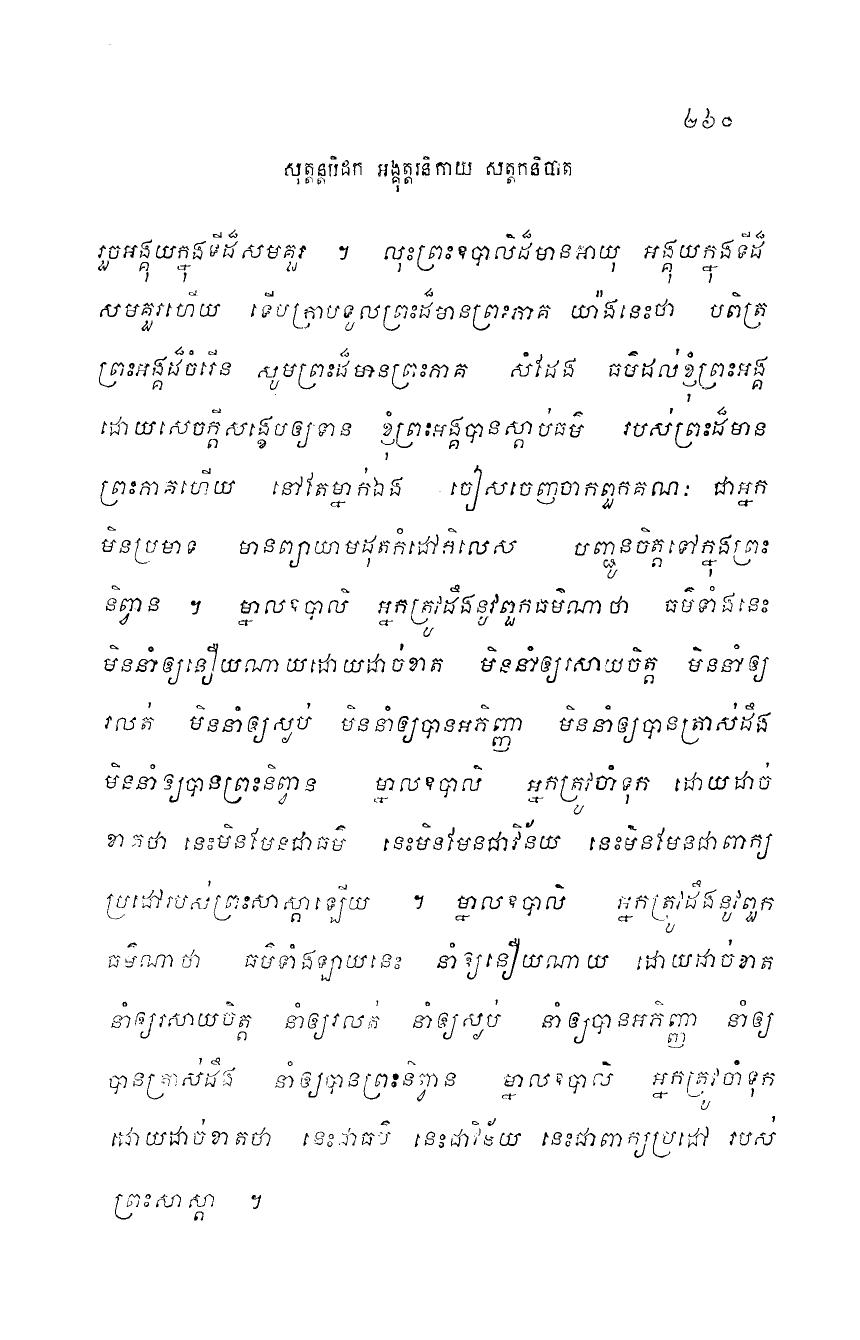 ២៦០
សុត្តន្តបិដក អង្គុត្តរនិកាយ សត្តកនិបាត
រួចអង្គុយក្នុងទីដ៏សមគួរ ។ លុះព្រះឧបាលិដ៏មានអាយុ អង្គុយក្នុងទីដ៏
សមគួរហើយ ទើបក្រាបទូលព្រះដ៏មានព្រះភាគ យ៉ាងនេះថា បពិត្រ
ព្រះអង្គដ៏ចំរើន សូមព្រះដ៏មានព្រះភាគ សំដែង ធម៌ដល់ខ្ញុំព្រះអង្គ
ដោយសេចក្តីសង្ខេបឲ្យទាន ខ្ញុំព្រះអង្គបានស្តាប់ធម៌ របស់ព្រះដ៏មាន
ព្រះភាគហើយ នៅតែម្នាក់ឯង ចៀសចេញចាកពួកគណៈ ជាអ្នក
មិនប្រមាទ មានព្យាយាមដុតកំដៅកិលេស បញ្ជូនចិត្តទៅក្នុងព្រះ
និព្វាន ។ ម្នាលឧបាលិ អ្នកត្រូវដឹងនូវពួកធម៌ណាថា ធម៌ទាំងនេះ
មិននាំឲ្យនឿយណាយដោយដាច់ខាត មិននាំឲ្យរសាយចិត្ត មិននាំឲ្យ
រលត់ មិននាំឲ្យស្ងប់ មិននាំឲ្យបានអភិញ្ញា មិននាំឲ្យបានត្រាស់ដឹង
មិននាំឲ្យបានព្រះនិព្វាន ម្នាលឧបាលិ អ្នកត្រូវចាំទុក ដោយដាច់
ខាតថា នេះមិនមែនជាធម៌ នេះមិនមែនជាវិន័យ នេះមិនមែនជាពាក្យ
ប្រដៅរបស់ព្រះសាស្តាឡើយ ។ ម្នាលឧបាលិ អ្នកត្រូវដឹងនូវពួក
ធម៌ណាថា ធម៌ទាំងឡាយនេះ នាំឱ្យនឿយណាយ ដោយដាច់ខាត
នាំឲ្យរសាយចិត្ត នាំឲ្យរលត់ នាំឲ្យស្ងប់ នាំឲ្យបានអភិញ្ញា នាំឲ្យ
បានត្រាស់ដឹង នាំឲ្យបានព្រះនិព្វាន ម្នាលឧបាលិ អ្នកត្រូវចាំទុក
ដោយដាច់ខាតថា នេះជាធម៌ នេះជាវិន័យ នេះជាពាក្យប្រដៅ របស់
ព្រះសាស្តា ។